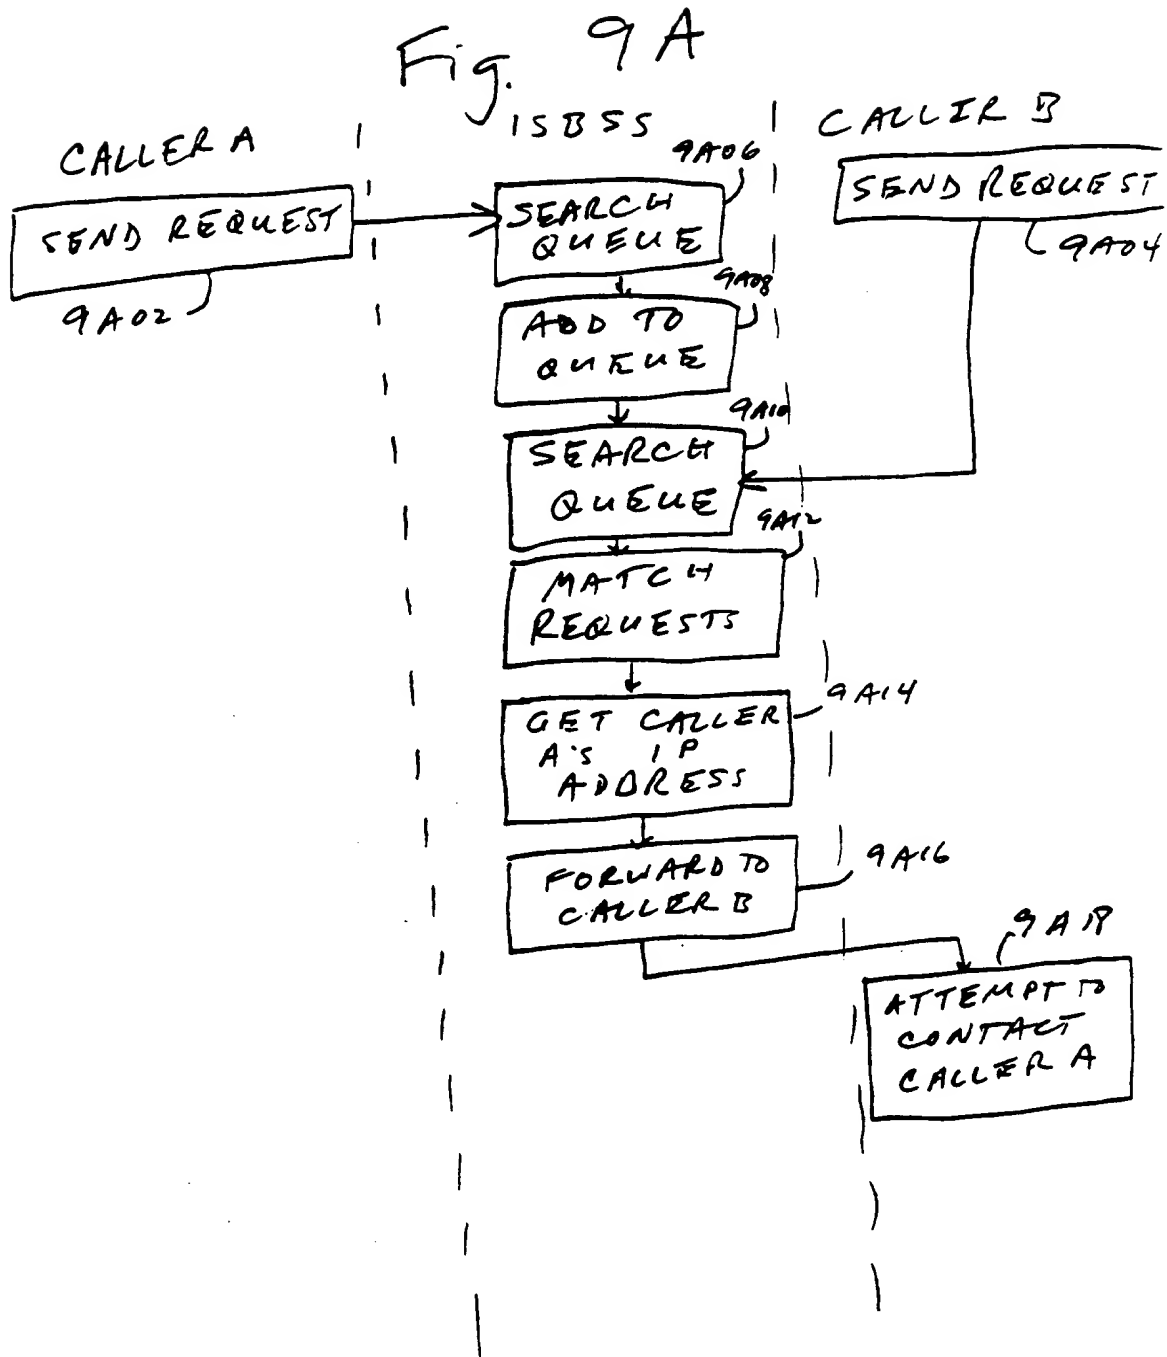 Fig. 9A
CALLER A
ISBSS
CALLER B
SEND REQUEST
9A02
SEARCH
QUEUE
9A06
SEND REQUEST
9A04
ADD TO
QUEUE
9A08
SEARCH
QUEUE
9A10
MATCH
REQUESTS
9A12
GET CALLER
A's IP
ADDRESS
9A14
FORWARD TO
CALLER B
9A16
9A18
ATTEMPT TO
CONTACT
CALLER A